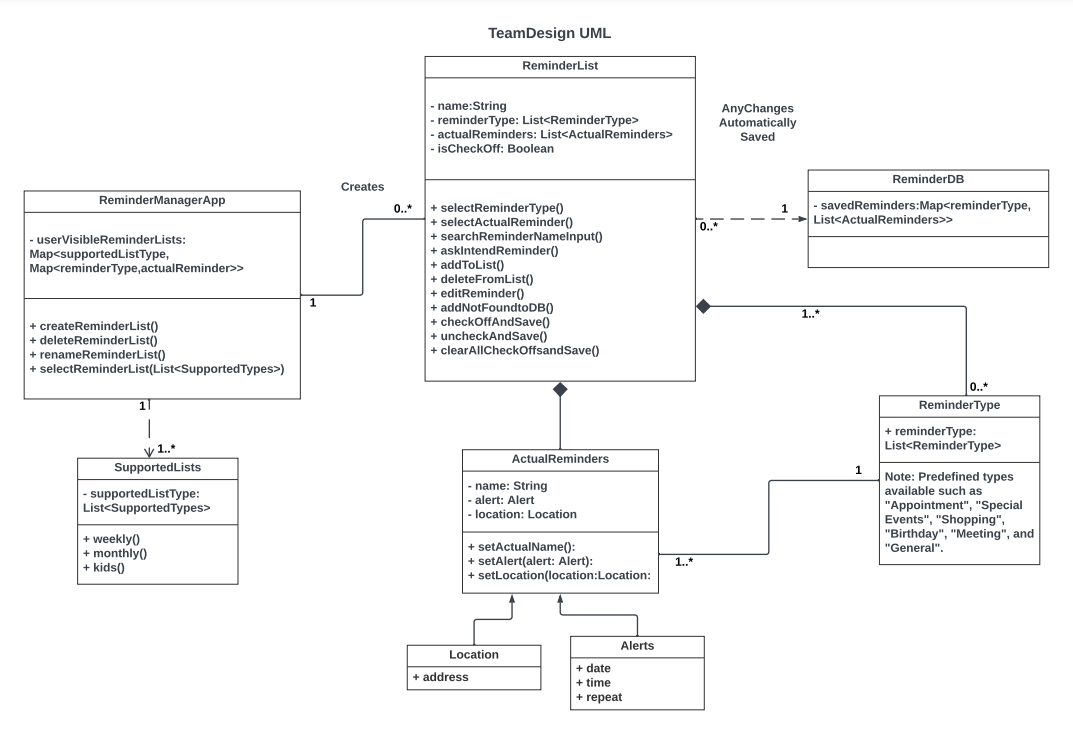 TeamDesign UML
ReminderList
- name:String
- reminderType: List<ReminderType>
- actualReminders: List<ActualReminders>
- isCheckOff: Boolean
+ selectReminderType()
+ selectActualReminder()
+ searchReminderNameInput()
+ askIntendReminder()
+ addToList()
+ deleteFromList()
+ editReminder()
+ addNotFoundtoDB()
+ checkOffAndSave()
+ uncheckAndSave()
+ clearAllCheckOffsandSave()
AnyChanges
Automatically
Saved
ReminderDB
- savedReminders:Map<reminderType,
List<ActualReminders>>
1
0..*
Creates
0..*
1
ReminderManagerApp
- userVisibleReminderLists:
Map<supportedListType,
Map<reminderType,actualReminder>>
+ createReminderList()
+ deleteReminderList()
+ renameReminderList()
+ selectReminderList(List<SupportedTypes>)
1
1..*
SupportedLists
- supportedListType:
List<SupportedTypes>
+ weekly()
+ monthly()
+ kids()
1..*
0..*
ReminderType
+ reminderType:
List<ReminderType>
Note: Predefined types
available such as
"Appointment", "Special
Events", "Shopping",
"Birthday", "Meeting", and
"General".
1
1..*
ActualReminders
- name: String
- alert: Alert
- location: Location
+ setActualName():
+ setAlert(alert: Alert):
+ setLocation(location:Location:
Location
+ address
Alerts
+ date
+ time
+ repeat